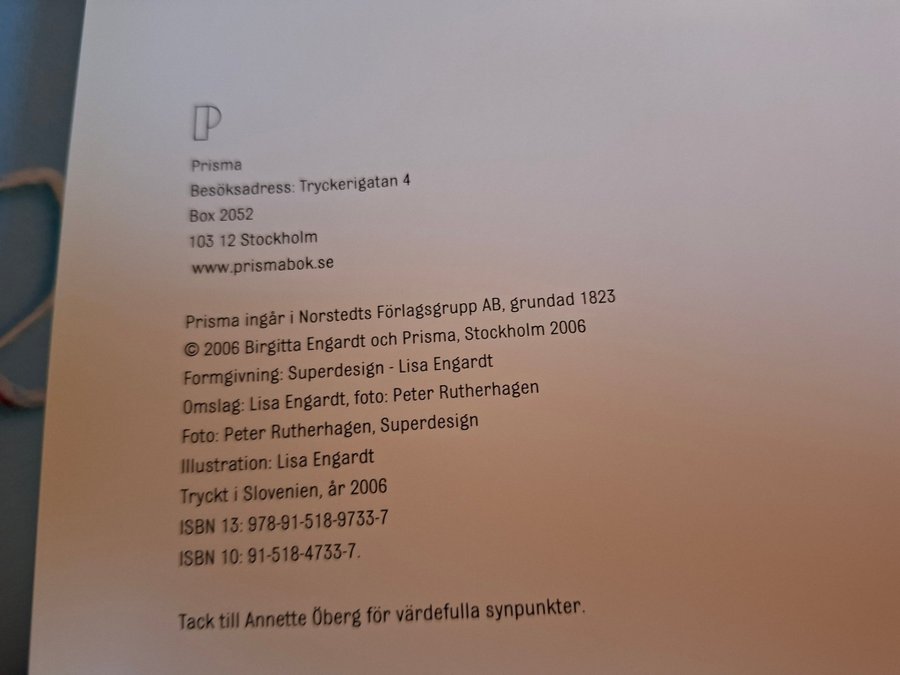 P
Prisma
Besöksadress: Tryckerigatan 4
Box 2052
103 12 Stockholm
www.prismabok.se
Prisma ingår i Norstedts Förlagsgrupp AB, grundad 1823
© 2006 Birgitta Engardt och Prisma, Stockholm 2006
Formgivning: Superdesign - Lisa Engardt
Omslag: Lisa Engardt, foto: Peter Rutherhagen
Foto: Peter Rutherhagen, Superdesign
Illustration: Lisa Engardt
Tryckt i Slovenien, år 2006
ISBN 13: 978-91-518-9733-7
ISBN 10: 91-518-4733-7.
Tack till Annette Öberg för värdefulla synpunkter.